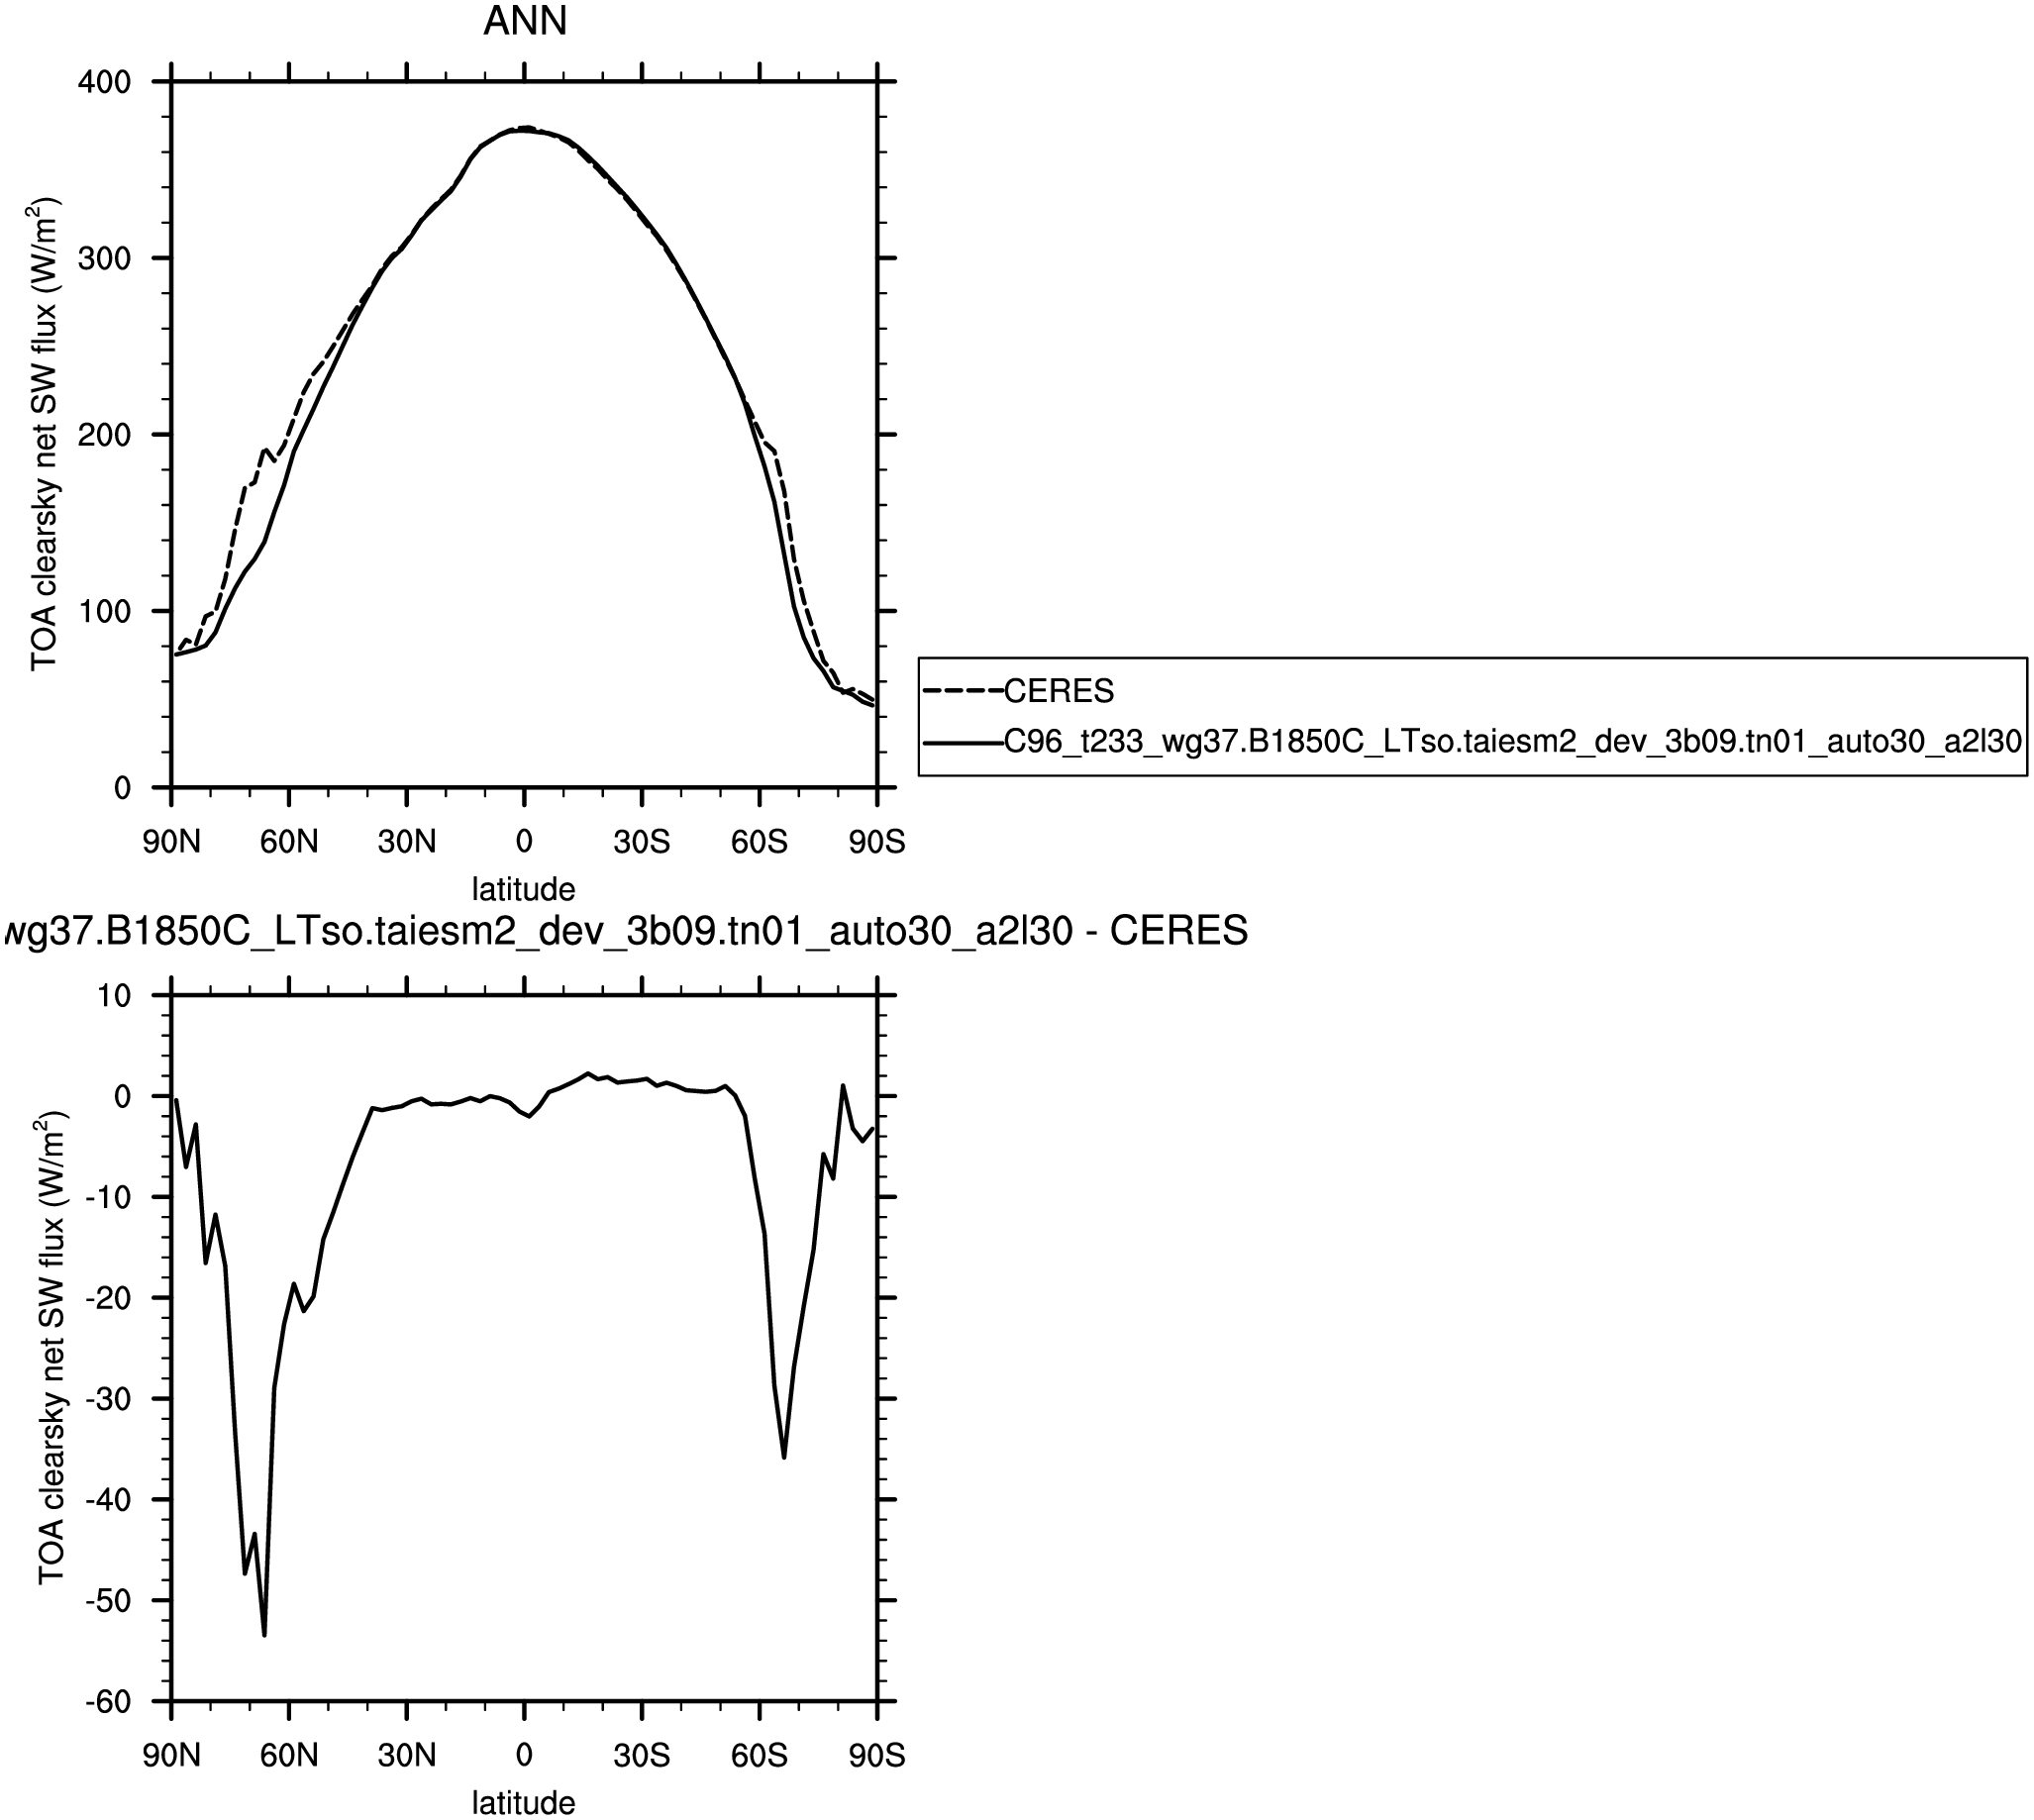 ANN
400
300
200
100
0
TOA clearsky net SW flux (W/m²)
90N 60N 30N 0 30S 60S 90S
latitude
CERES
C96_t233_wg37.B1850C_LTso.taiesm2_dev_3b09.tn01_auto30_a2l30
wg37.B1850C_LTso.taiesm2_dev_3b09.tn01_auto30_a2l30 - CERES
10
0
-10
-20
-30
-40
-50
-60
TOA clearsky net SW flux (W/m²)
90N 60N 30N 0 30S 60S 90S
latitude